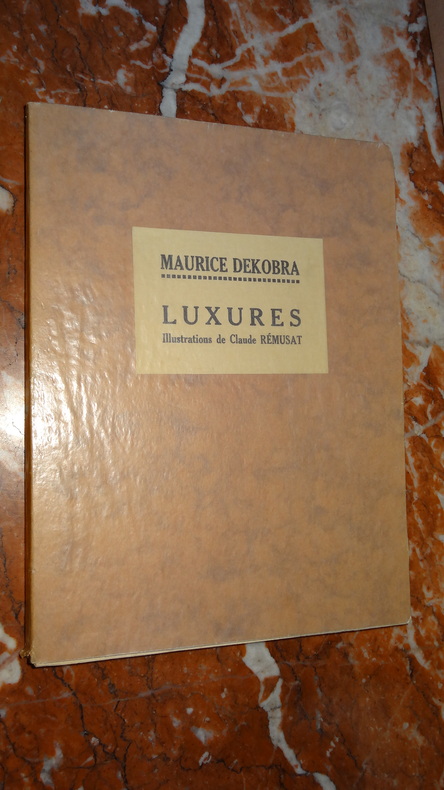 MAURICE DEKOBRA
LUXURES
Illustrations de Claude RÉMUSAT